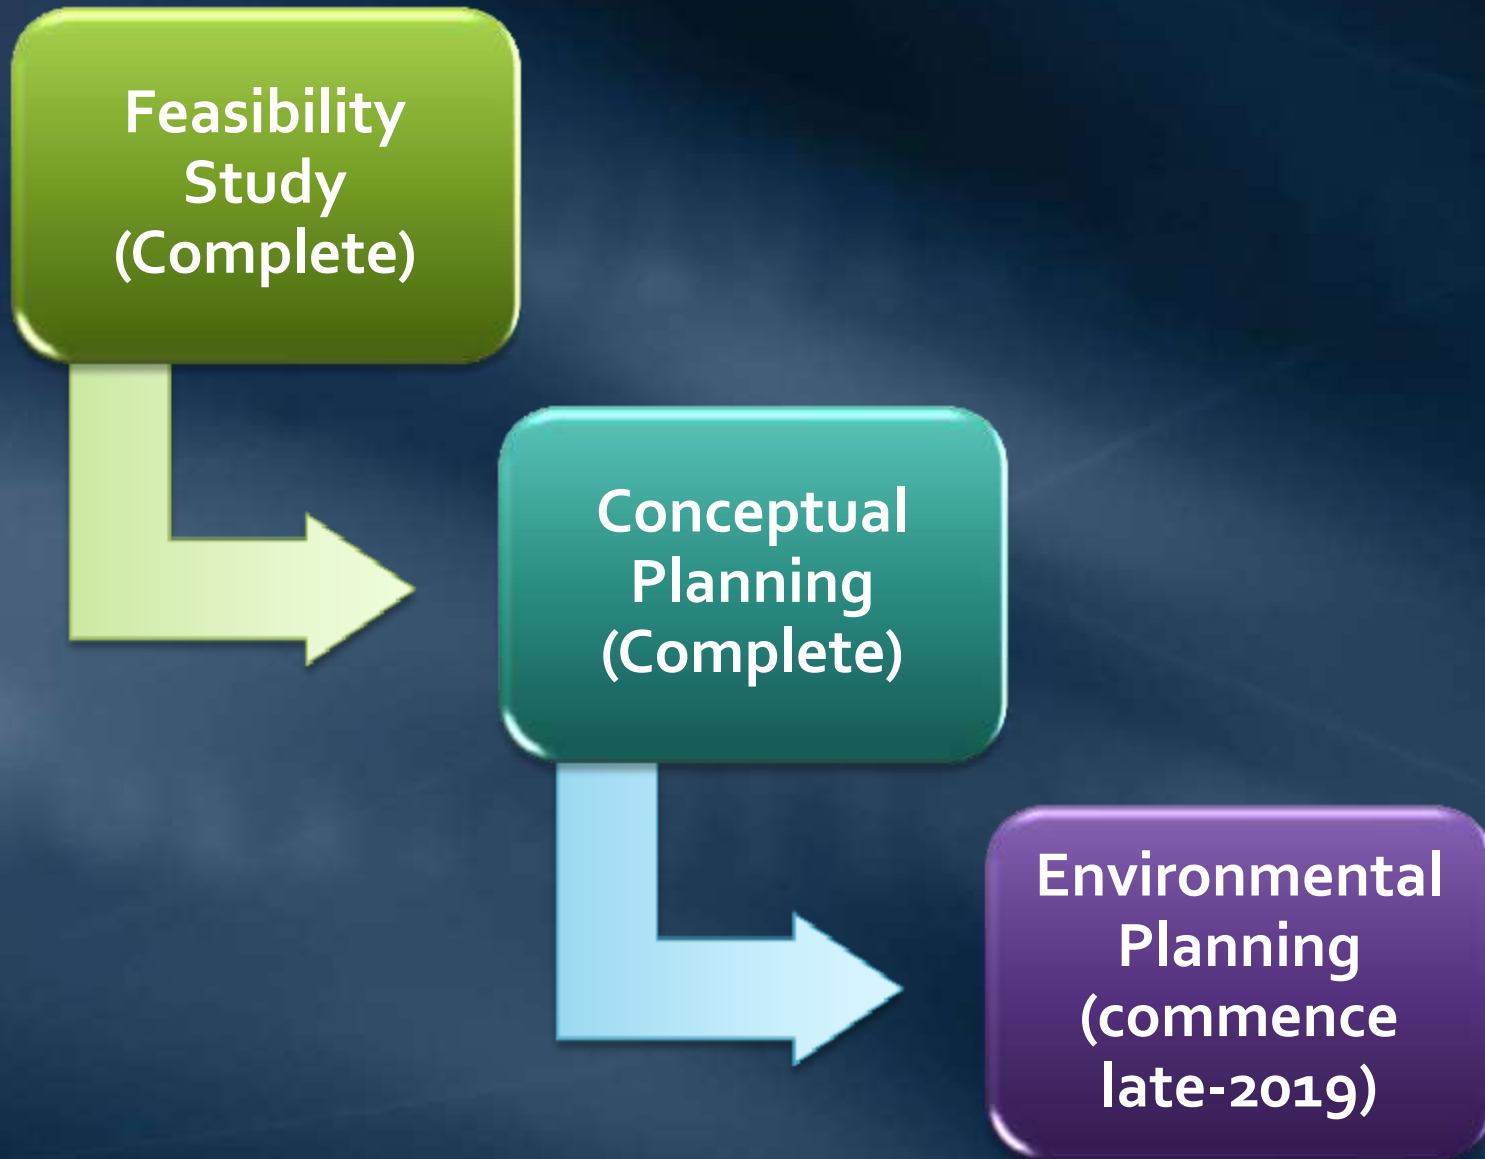 Feasibility
Study
(Complete)
Conceptual
Planning
(Complete)
Environmental
Planning
(commence
late-2019)